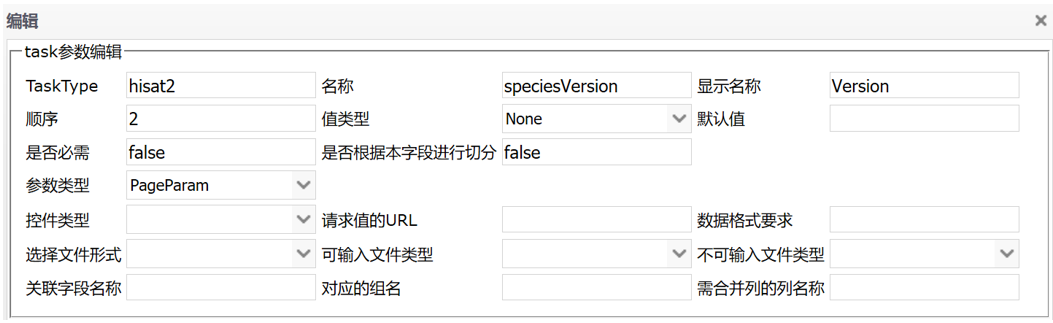 编辑
task参数编辑
TaskType hisat2 名称 speciesVersion 显示名称 Version
顺序 2 值类型 None 默认值
是否必需 false 是否根据本字段进行切分 false
参数类型 PageParam
控件类型 请求值的URL 数据格式要求
选择文件形式 可输入文件类型 不可输入文件类型
关联字段名称 对应的组名 需合并列的列名称